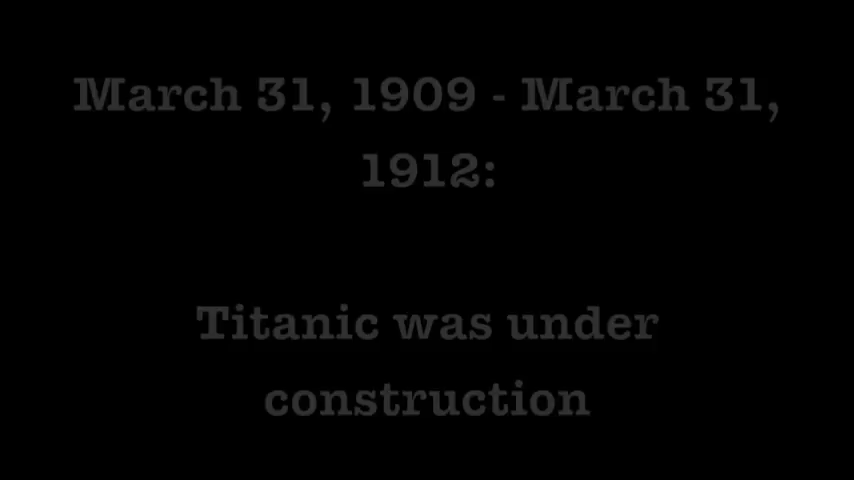 March 31, 1909 - March 31,
1912:
Titanic was under
construction